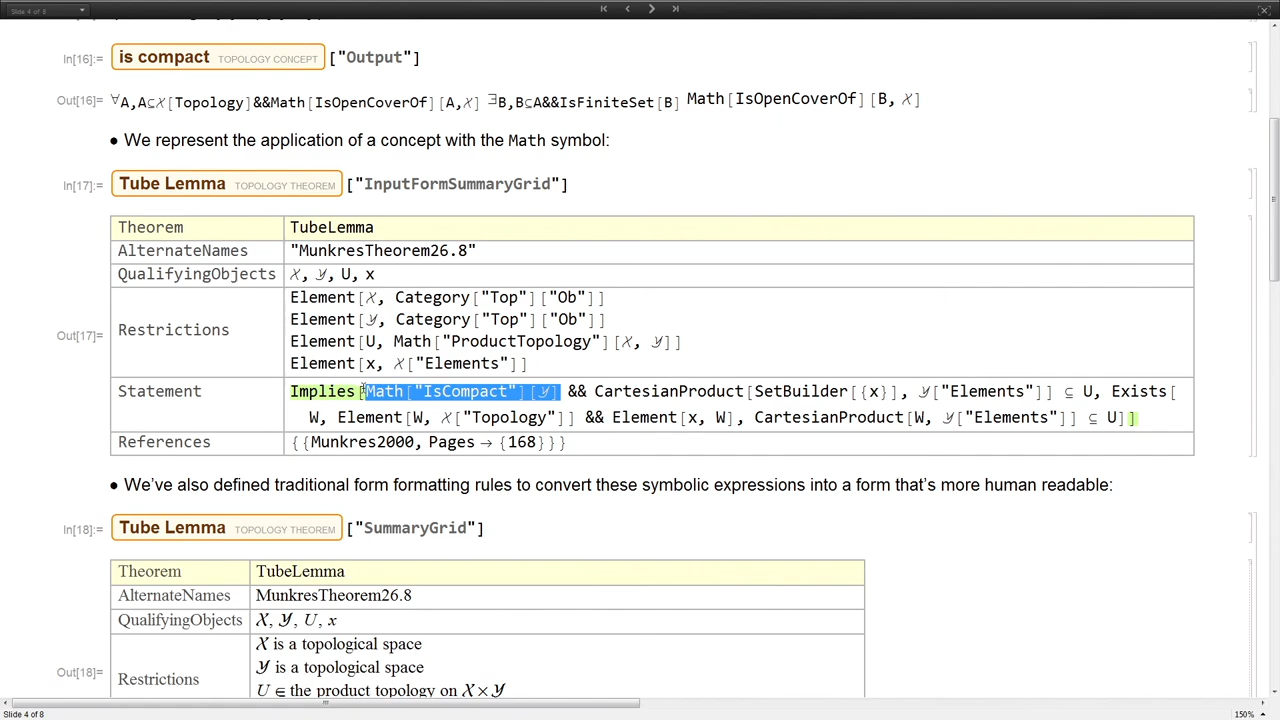 Slide 4 of 8
In[16]:= is compact TOPOLOGY CONCEPT ["Output"]
Out[16]= ∀A,A⊆𝒳[Topology]&&Math[IsOpenCoverOf][A,𝒳] ∃B,B⊆A&&IsFiniteSet[B] Math[IsOpenCoverOf][B, 𝒳]
● We represent the application of a concept with the Math symbol:
In[17]:= Tube Lemma TOPOLOGY THEOREM ["InputFormSummaryGrid"]
Out[17]=
Theorem TubeLemma
AlternateNames "MunkresTheorem26.8"
QualifyingObjects 𝒳, 𝒴, U, x
Restrictions
Element[𝒳, Category["Top"]["Ob"]]
Element[𝒴, Category["Top"]["Ob"]]
Element[U, Math["ProductTopology"][𝒳, 𝒴]]
Element[x, 𝒳["Elements"]]
Statement Implies[Math["IsCompact"][𝒴] && CartesianProduct[SetBuilder[{x}], 𝒴["Elements"]] ⊆ U, Exists[
W, Element[W, 𝒳["Topology"]] && Element[x, W], CartesianProduct[W, 𝒴["Elements"]] ⊆ U]]
References {{Munkres2000, Pages → {168}}}
● We've also defined traditional form formatting rules to convert these symbolic expressions into a form that's more human readable:
In[18]:= Tube Lemma TOPOLOGY THEOREM ["SummaryGrid"]
Out[18]=
Theorem TubeLemma
AlternateNames MunkresTheorem26.8
QualifyingObjects 𝒳, 𝒴, U, x
Restrictions
𝒳 is a topological space
𝒴 is a topological space
U ∈ the product topology on 𝒳 × 𝒴
Slide 4 of 8
150%